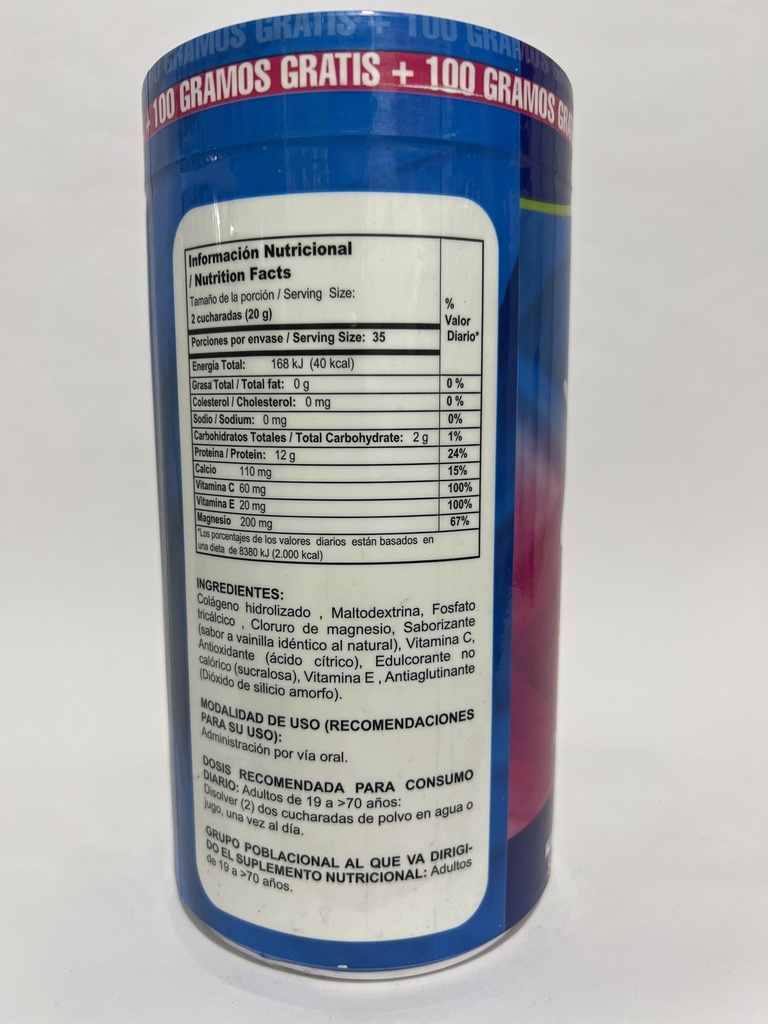 GRAMOS GRATIS + 100 GRAMOS
+ 100 GRAMOS GRATIS + 100 GRAMOS
Información Nutricional
/ Nutrition Facts
Tamaño de la porción / Serving Size:
2 cucharadas (20 g)
% Valor Diario*
Porciones por envase / Serving Size: 35
Energía Total: 168 kJ (40 kcal)
Grasa Total / Total fat: 0 g 0 %
Colesterol / Cholesterol: 0 mg 0 %
Sodio / Sodium: 0 mg 0%
Carbohidratos Totales / Total Carbohydrate: 2 g 1%
Proteína / Protein: 12 g 24%
Calcio 110 mg 15%
Vitamina C 60 mg 100%
Vitamina E 20 mg 100%
Magnesio 200 mg 67%
*Los porcentajes de los valores diarios están basados en
una dieta de 8380 kJ (2.000 kcal)
INGREDIENTES:
Colágeno hidrolizado , Maltodextrina, Fosfato
tricálcico , Cloruro de magnesio, Saborizante
(sabor a vainilla idéntico al natural), Vitamina C,
Antioxidante (ácido cítrico), Edulcorante no
calórico (sucralosa), Vitamina E , Antiaglutinante
(Dióxido de silicio amorfo).
MODALIDAD DE USO (RECOMENDACIONES
PARA SU USO):
Administración por vía oral.
DOSIS RECOMENDADA PARA CONSUMO
DIARIO: Adultos de 19 a >70 años:
Disolver (2) dos cucharadas de polvo en agua o
jugo, una vez al día.
GRUPO POBLACIONAL AL QUE VA DIRIGI-
DO EL SUPLEMENTO NUTRICIONAL: Adultos
de 19 a >70 años.